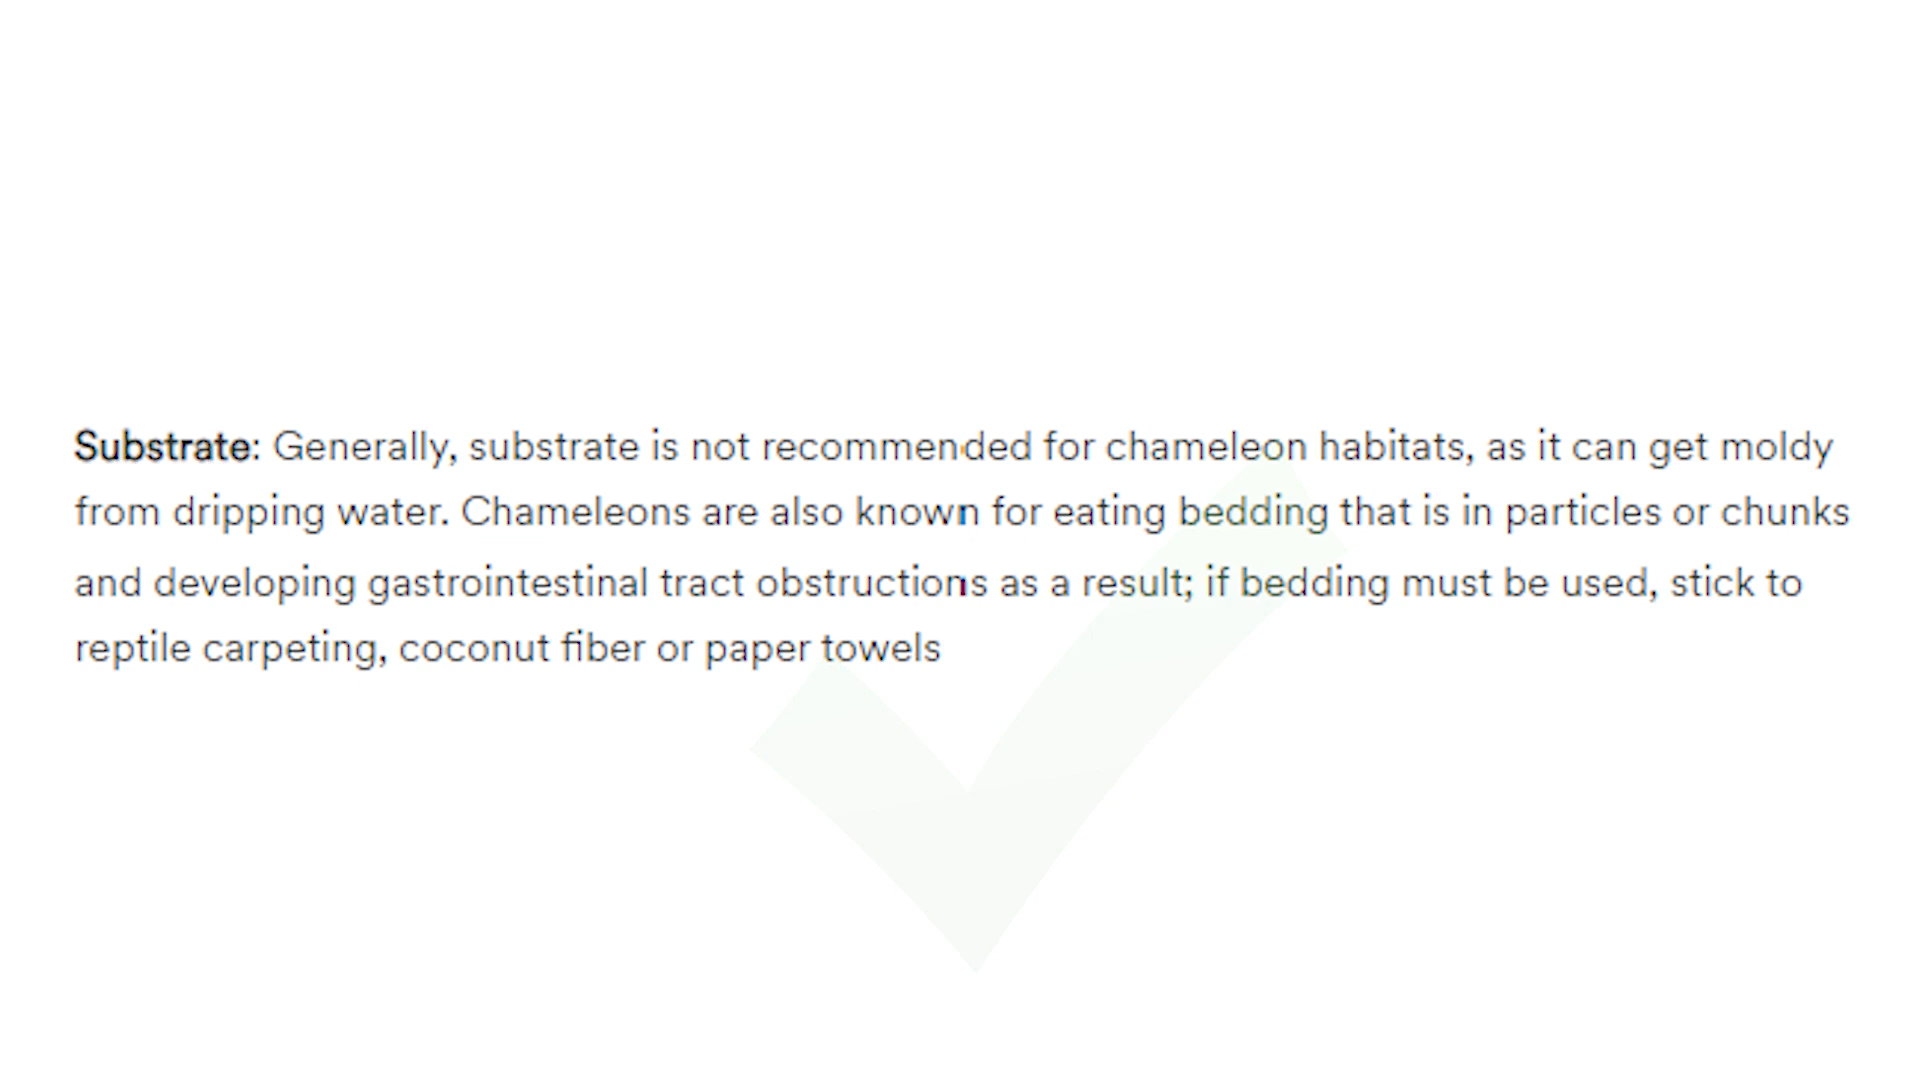 Substrate: Generally, substrate is not recommended for chameleon habitats, as it can get moldy
from dripping water. Chameleons are also known for eating bedding that is in particles or chunks
and developing gastrointestinal tract obstructions as a result; if bedding must be used, stick to
reptile carpeting, coconut fiber or paper towels